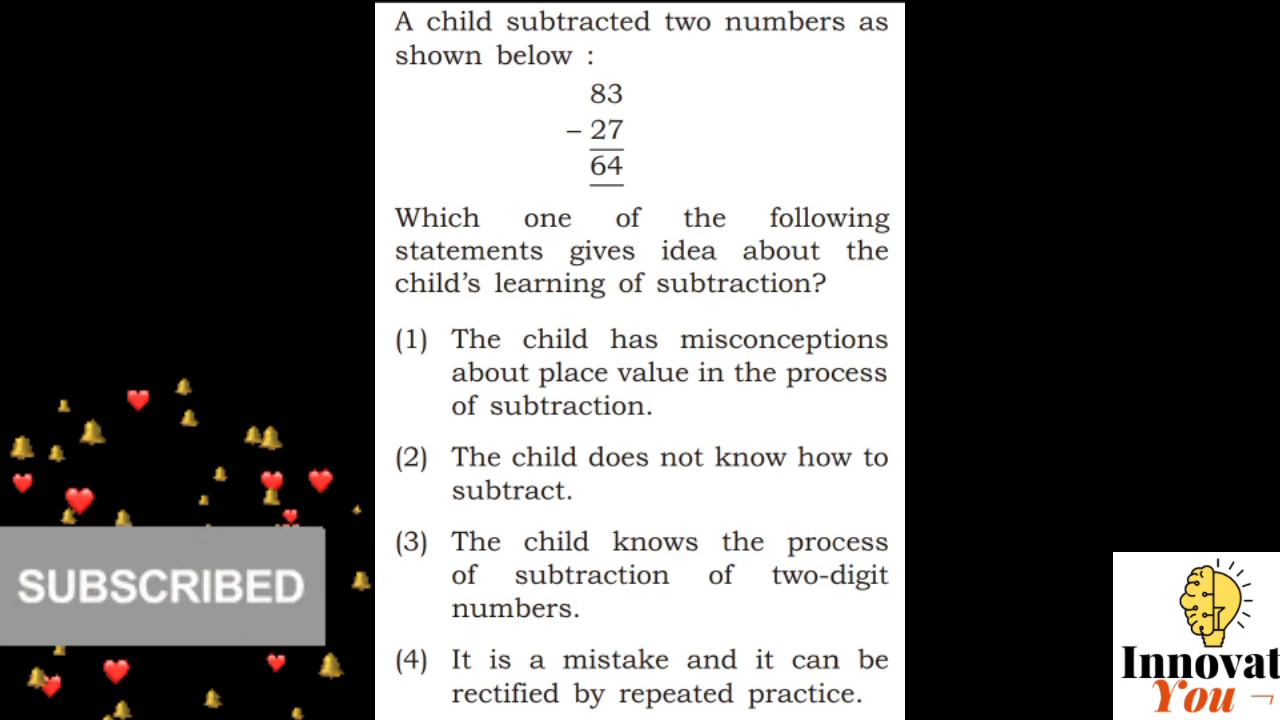 A child subtracted two numbers as
shown below :
83
– 27
64
Which one of the following
statements gives idea about the
child’s learning of subtraction?
(1) The child has misconceptions
about place value in the process
of subtraction.
(2) The child does not know how to
subtract.
(3) The child knows the process
of subtraction of two-digit
numbers.
(4) It is a mistake and it can be
rectified by repeated practice.
SUBSCRIBED
Innovat
You